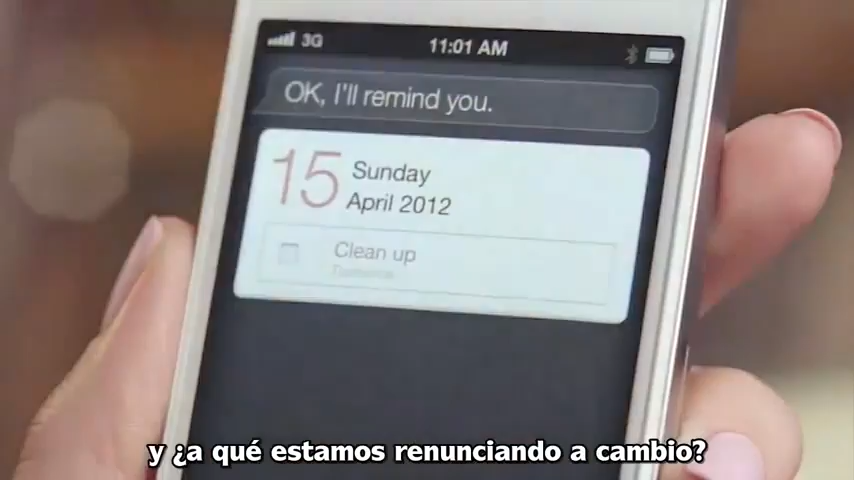 3G 11:01 AM
OK, I'll remind you.
15 Sunday
April 2012
Clean up
y ¿a qué estamos renunciando a cambio?